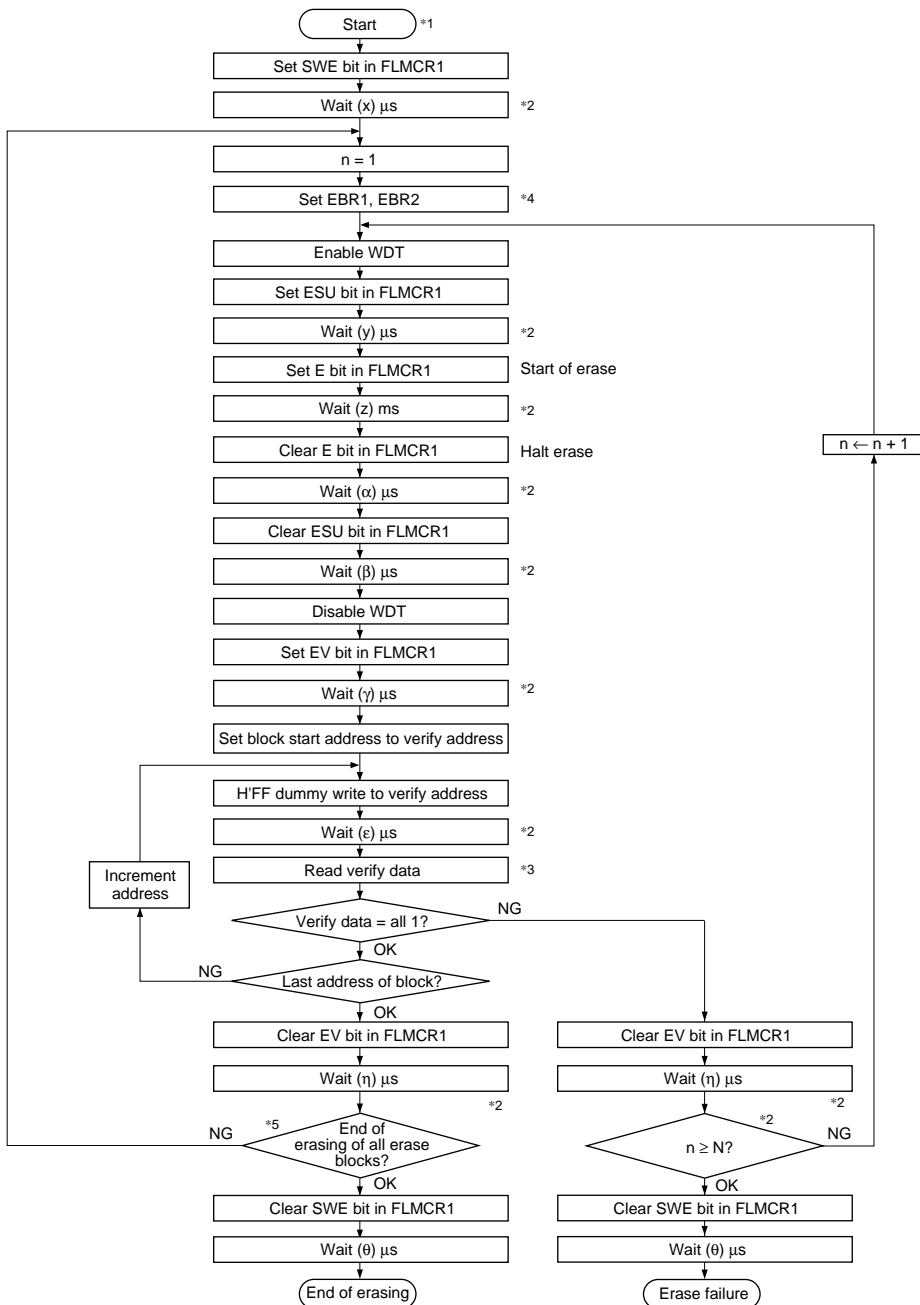 Start *1
Set SWE bit in FLMCR1
Wait (x) μs *2
n = 1
Set EBR1, EBR2 *4
Enable WDT
Set ESU bit in FLMCR1
Wait (y) μs *2
Set E bit in FLMCR1 Start of erase
Wait (z) ms *2
Clear E bit in FLMCR1 Halt erase
n ← n + 1
Wait (α) μs *2
Clear ESU bit in FLMCR1
Wait (β) μs *2
Disable WDT
Set EV bit in FLMCR1
Wait (γ) μs *2
Set block start address to verify address
H'FF dummy write to verify address
Wait (ε) μs *2
Read verify data *3
Increment
address
Verify data = all 1? NG
OK
NG Last address of block?
OK
Clear EV bit in FLMCR1
Wait (η) μs
*2
NG *5 End of
erasing of all erase
blocks?
OK
Clear SWE bit in FLMCR1
Wait (θ) μs
End of erasing
Clear EV bit in FLMCR1
Wait (η) μs
*2
*2
n ≥ N? NG
OK
Clear SWE bit in FLMCR1
Wait (θ) μs
Erase failure